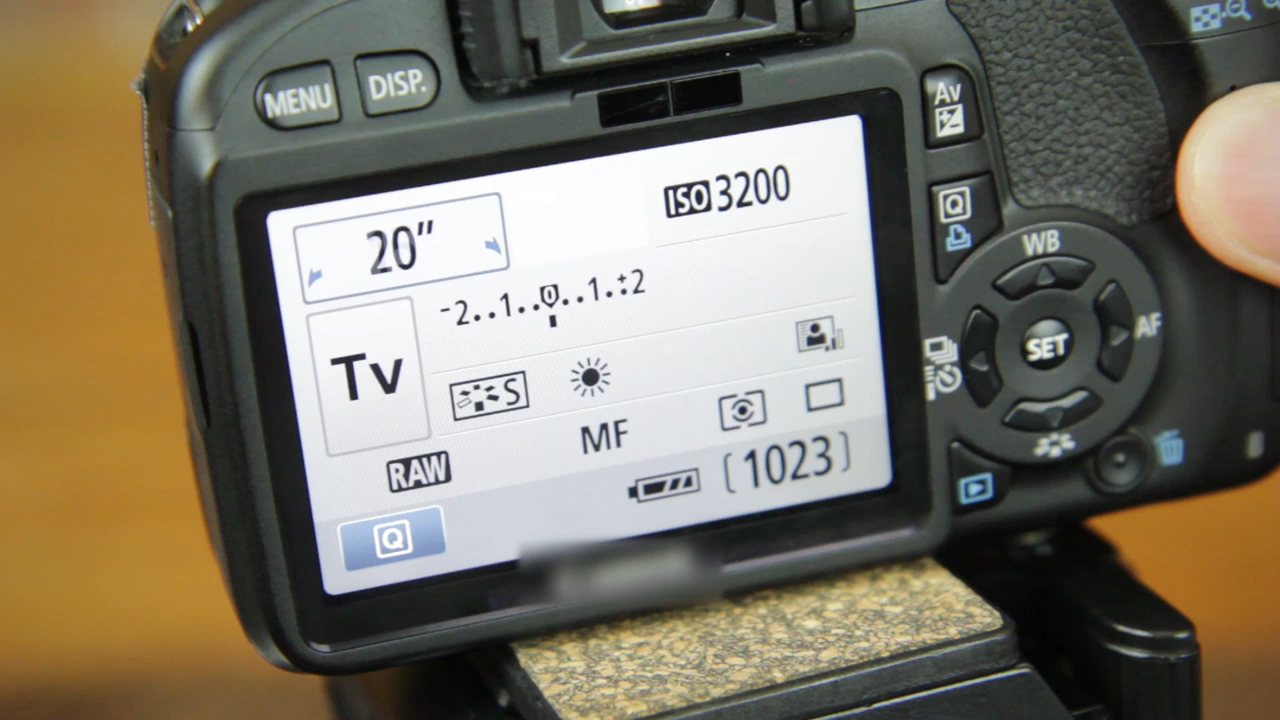 MENU
DISP.
Av
Q
20"
ISO 3200
WB
-2..1..0..1.:+2
AF
SET
Tv
S
MF
RAW
[1023]
Q